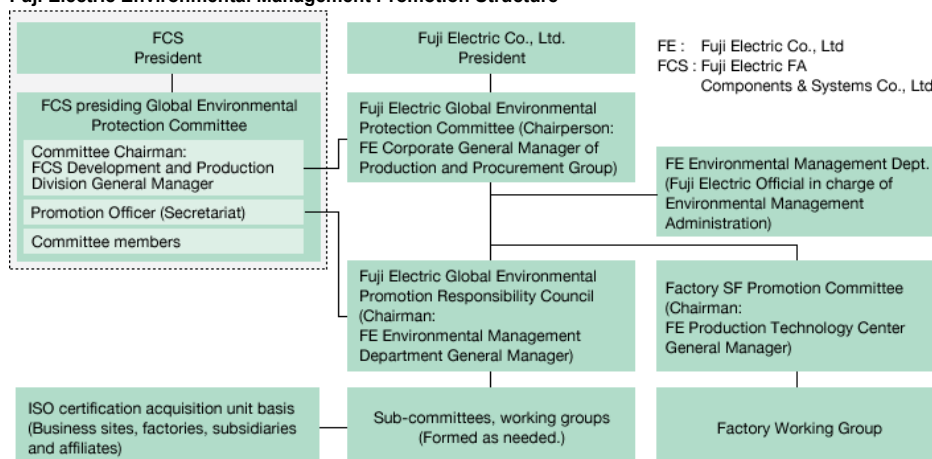 Fuji Electric Environmental Management Promotion Structure
FCS
President
FCS presiding Global Environmental
Protection Committee
Committee Chairman:
FCS Development and Production
Division General Manager
Promotion Officer (Secretariat)
Committee members
Fuji Electric Co., Ltd.
President
Fuji Electric Global Environmental
Protection Committee (Chairperson:
FE Corporate General Manager of
Production and Procurement Group)
FE : Fuji Electric Co., Ltd
FCS : Fuji Electric FA
Components & Systems Co., Ltd
FE Environmental Management Dept.
(Fuji Electric Official in charge of
Environmental Management
Administration)
Fuji Electric Global Environmental
Promotion Responsibility Council
(Chairman:
FE Environmental Management
Department General Manager)
Factory SF Promotion Committee
(Chairman:
FE Production Technology Center
General Manager)
ISO certification acquisition unit basis
(Business sites, factories, subsidiaries
and affiliates)
Sub-committees, working groups
(Formed as needed.)
Factory Working Group